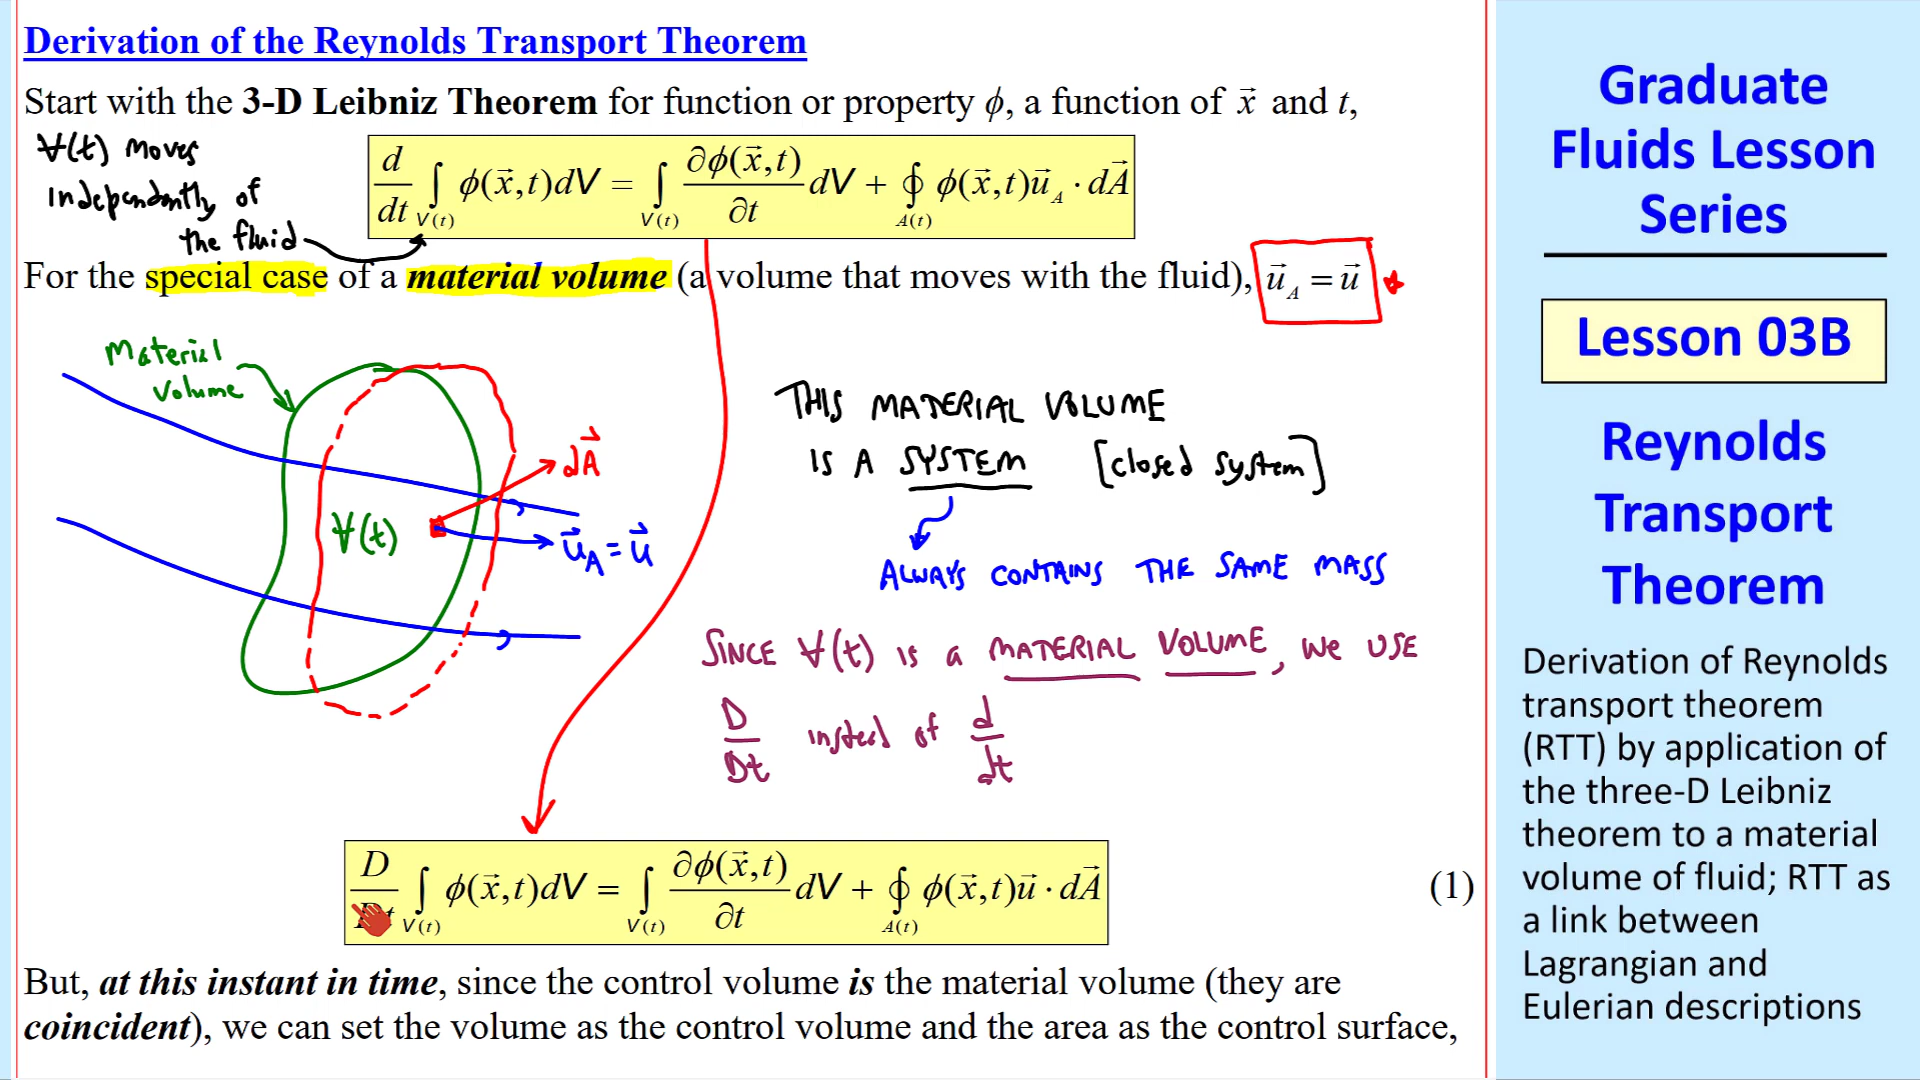 Derivation of the Reynolds Transport Theorem
Start with the 3-D Leibniz Theorem for function or property ϕ, a function of x⃗ and t,
V̶(t) moves
independently of
the fluid
d/dt ∫_{V(t)} ϕ(x⃗,t)dV = ∫_{V(t)} ∂ϕ(x⃗,t)/∂t dV + ∮_{A(t)} ϕ(x⃗,t)u⃗_A · dA⃗
For the special case of a material volume (a volume that moves with the fluid), u⃗_A = u⃗ *
Material
Volume
dA⃗
V̶(t)
u⃗_A = u⃗
THIS MATERIAL VOLUME
IS A SYSTEM [closed system]
ALWAYS CONTAINS THE SAME MASS
SINCE V̶(t) IS A MATERIAL VOLUME, WE USE
D/Dt instead of d/dt
D/Dt ∫_{V(t)} ϕ(x⃗,t)dV = ∫_{V(t)} ∂ϕ(x⃗,t)/∂t dV + ∮_{A(t)} ϕ(x⃗,t)u⃗ · dA⃗ (1)
But, at this instant in time, since the control volume is the material volume (they are
coincident), we can set the volume as the control volume and the area as the control surface,
Graduate
Fluids Lesson
Series
Lesson 03B
Reynolds
Transport
Theorem
Derivation of Reynolds
transport theorem
(RTT) by application of
the three-D Leibniz
theorem to a material
volume of fluid; RTT as
a link between
Lagrangian and
Eulerian descriptions